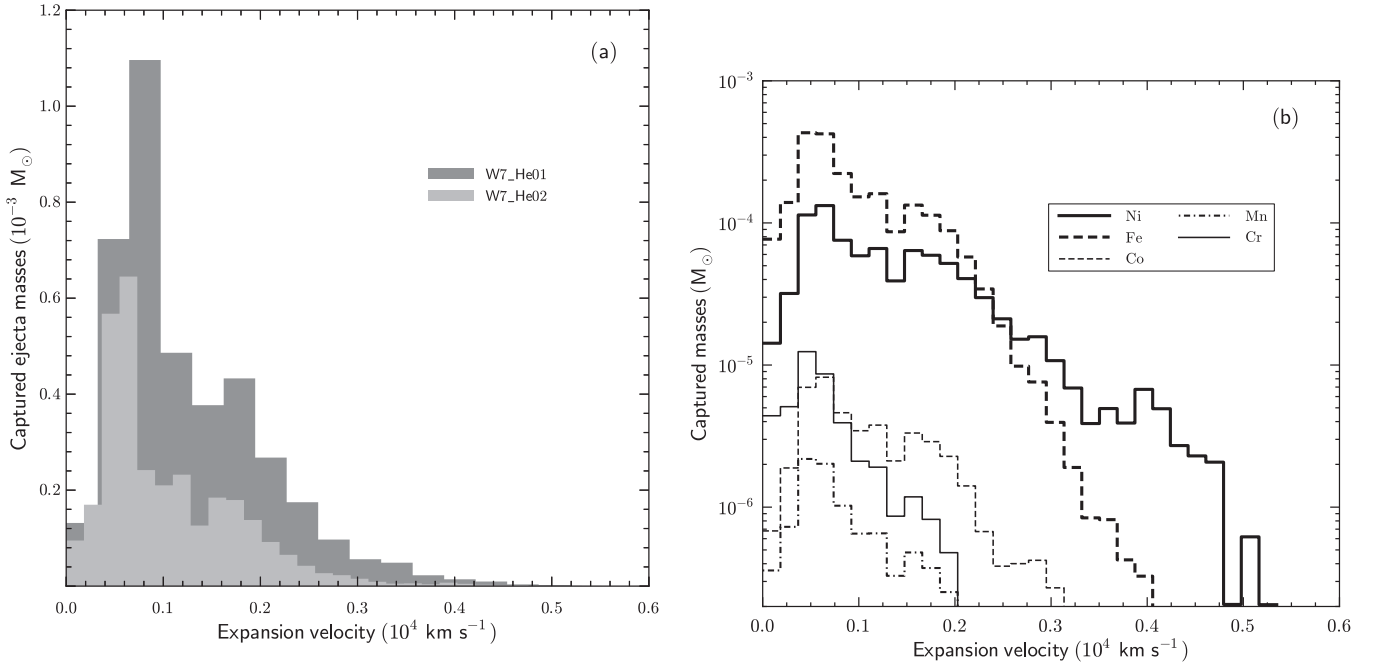 1.2
1.0
0.8
0.6
0.4
0.2
Captured ejecta masses (10⁻³ M⊙)
(a)
W7_He01
W7_He02
0.0 0.1 0.2 0.3 0.4 0.5 0.6
Expansion velocity (10⁴ km s⁻¹)
10⁻³
10⁻⁴
10⁻⁵
10⁻⁶
Captured masses (M⊙)
(b)
Ni Mn
Fe Cr
Co
0.0 0.1 0.2 0.3 0.4 0.5 0.6
Expansion velocity (10⁴ km s⁻¹)